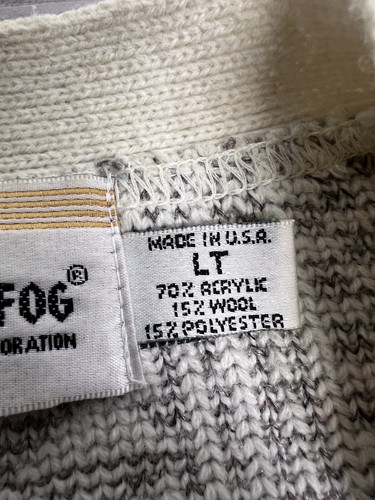 FOG®
ORATION
MADE IN U.S.A.
LT
70% ACRYLIC
15% WOOL
15% POLYESTER